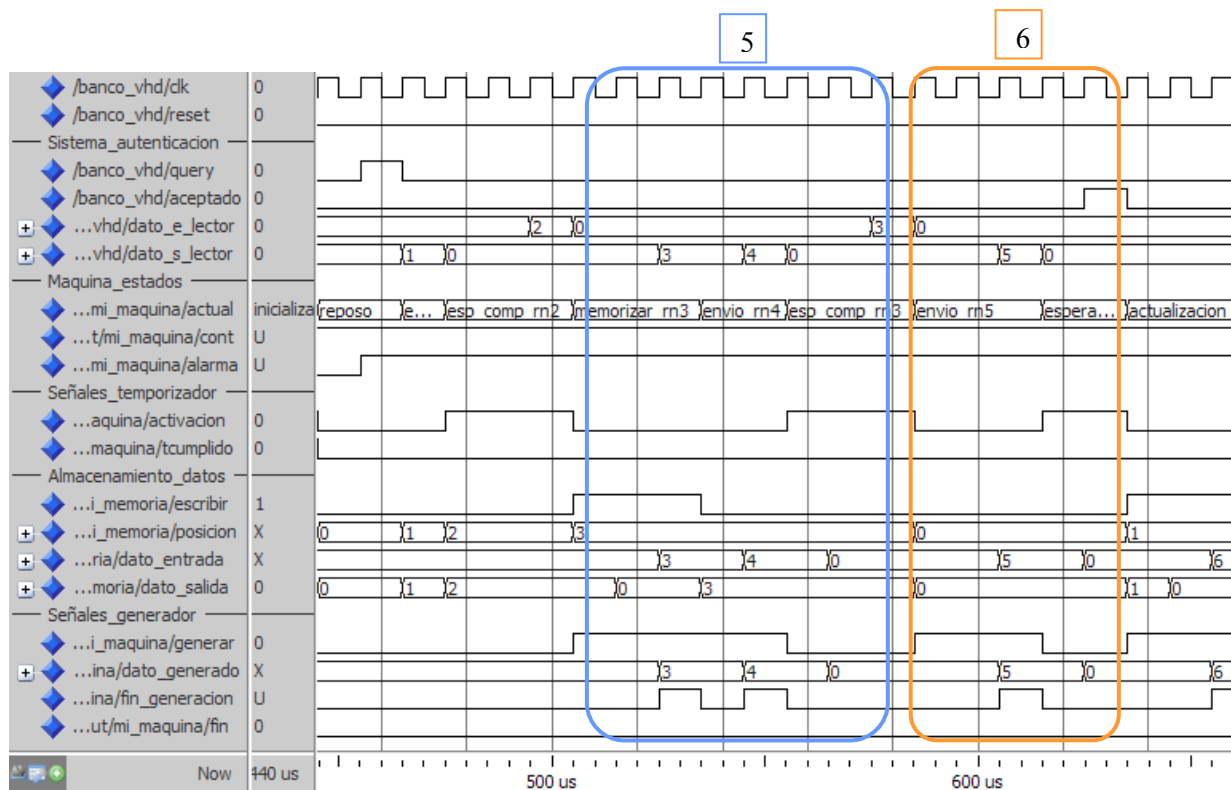 5 6
/banco_vhd/clk 0
/banco_vhd/reset 0
Sistema_autenticacion
/banco_vhd/query 0
/banco_vhd/aceptado 0
...vhd/dato_e_lector 0 2 0 3 0
...vhd/dato_s_lector 0 1 0 3 4 0 5 0
Maquina_estados
...mi_maquina/actual inicializa reposo e... esp_comp_rn2 memorizar_rn3 envio_rn4 esp_comp_rn3 envio_rn5 espera... actualizacion
...t/mi_maquina/cont U
...mi_maquina/alarma U
Señales_temporizador
...aquina/activacion 0
...maquina/tcumplido 0
Almacenamiento_datos
...i_memoria/escribir 1
...i_memoria/posicion X 0 1 2 3 0 1
...ria/dato_entrada X 3 4 0 5 0 6
...moria/dato_salida 0 0 1 2 0 3 0 1 0
Señales_generador
...i_maquina/generar 0
...ina/dato_generado X 3 4 0 5 0 6
...ina/fin_generacion U
...ut/mi_maquina/fin 0
Now 440 us 500 us 600 us